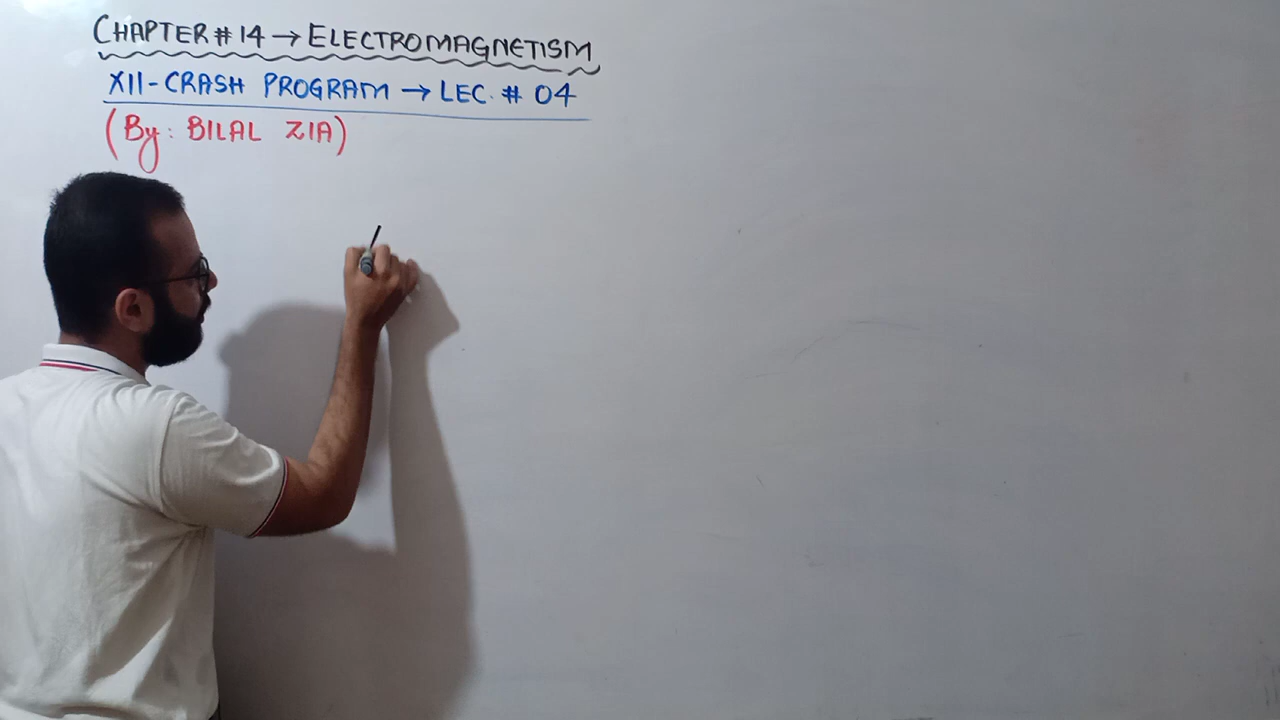 CHAPTER # 14 → ELECTROMAGNETISM
XII-CRASH PROGRAM → LEC. # 04
(By: BILAL ZIA)